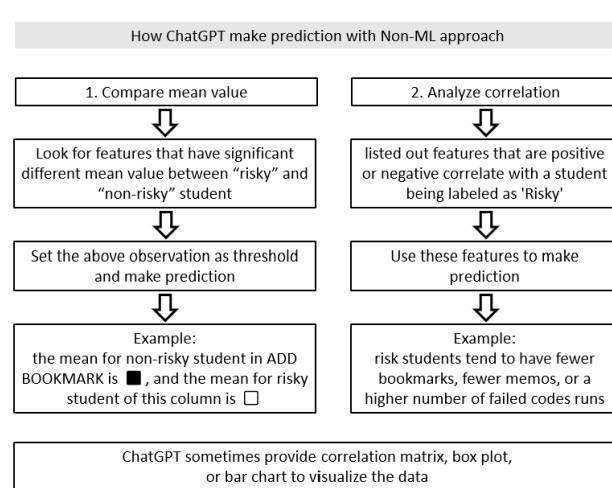 How ChatGPT make prediction with Non-ML approach
1. Compare mean value
Look for features that have significant
different mean value between “risky” and
“non-risky” student
Set the above observation as threshold
and make prediction
Example:
the mean for non-risky student in ADD
BOOKMARK is ■ , and the mean for risky
student of this column is □
2. Analyze correlation
listed out features that are positive
or negative correlate with a student
being labeled as 'Risky'
Use these features to make
prediction
Example:
risk students tend to have fewer
bookmarks, fewer memos, or a
higher number of failed codes runs
ChatGPT sometimes provide correlation matrix, box plot,
or bar chart to visualize the data